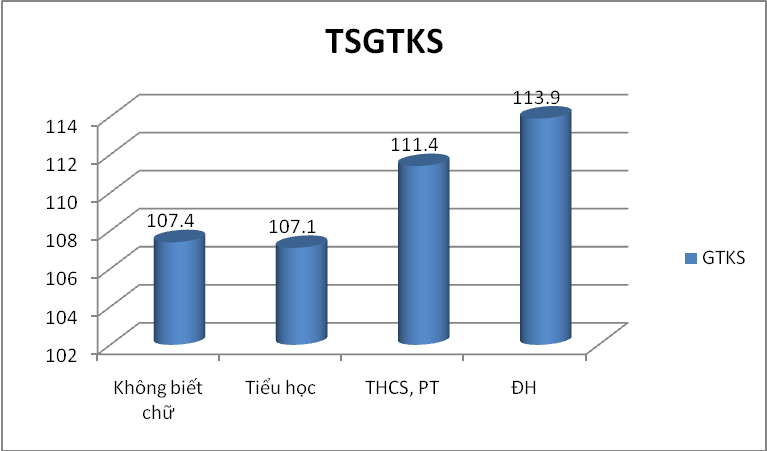 TSGTKS
114
112
110
108
106
104
102
107.4
107.1
111.4
113.9
Không biết
chữ
Tiểu học
THCS, PT
ĐH
GTKS